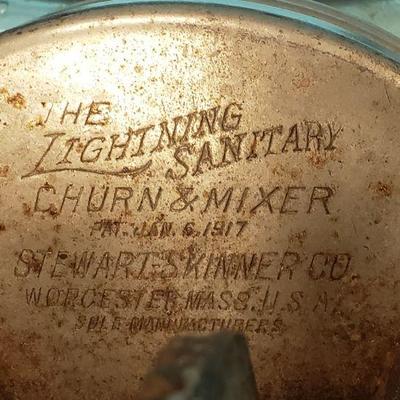 THE
LIGHTNING
SANITARY
CHURN & MIXER
PAT. JAN. 6, 1917
STEWART-SKINNER CO.
WORCESTER, MASS. U.S.A.
SOLE MANUFACTURERS